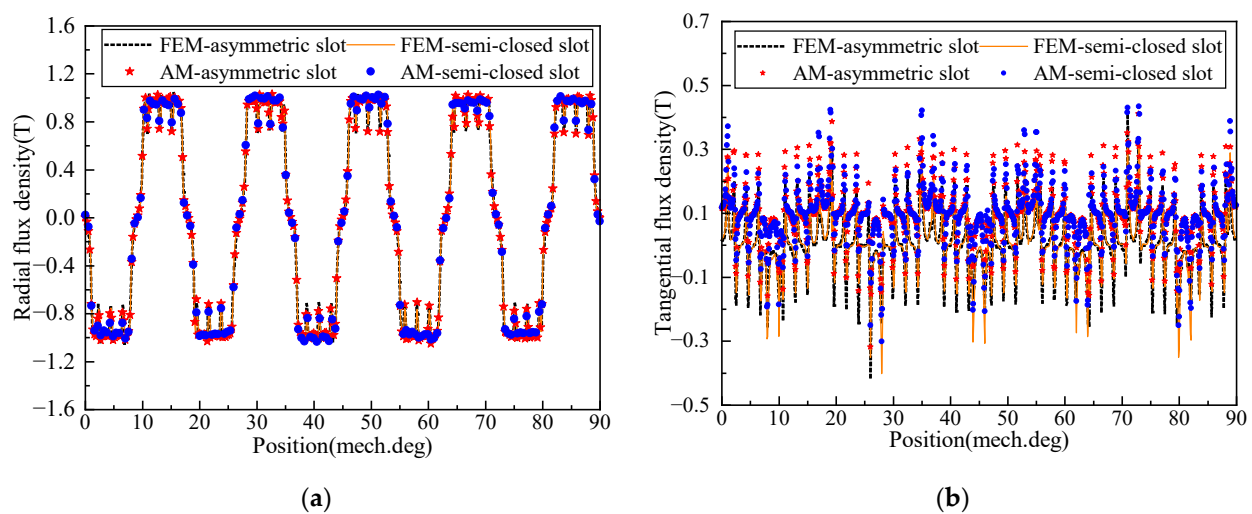 FEM-asymmetric slot FEM-semi-closed slot
AM-asymmetric slot AM-semi-closed slot
Radial flux density(T)
1.6
1.2
0.8
0.4
0.0
−0.4
−0.8
−1.2
−1.6
0 10 20 30 40 50 60 70 80 90
Position(mech.deg)
(a)
FEM-asymmetric slot FEM-semi-closed slot
AM-asymmetric slot AM-semi-closed slot
Tangential flux density(T)
0.7
0.5
0.3
0.1
−0.1
−0.3
−0.5
0 10 20 30 40 50 60 70 80 90
Position(mech.deg)
(b)